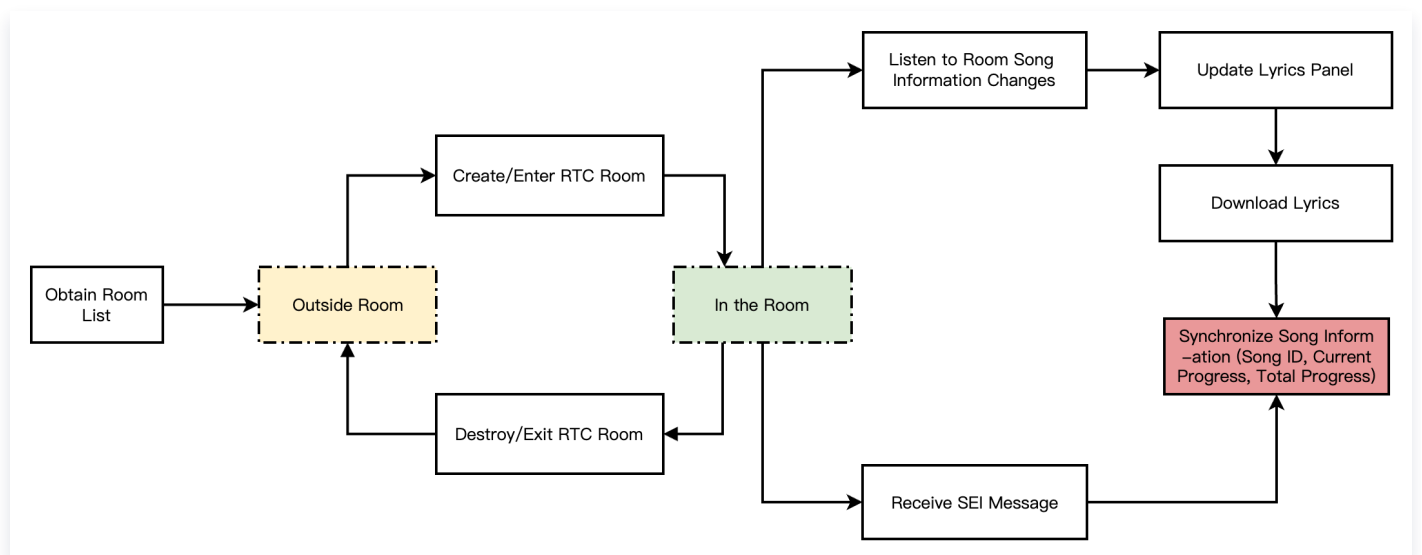 Obtain Room
List
Outside Room
Create/Enter RTC Room
In the Room
Destroy/Exit RTC Room
Listen to Room Song
Information Changes
Update Lyrics Panel
Download Lyrics
Synchronize Song Inform
-ation (Song ID, Current
Progress, Total Progress)
Receive SEI Message